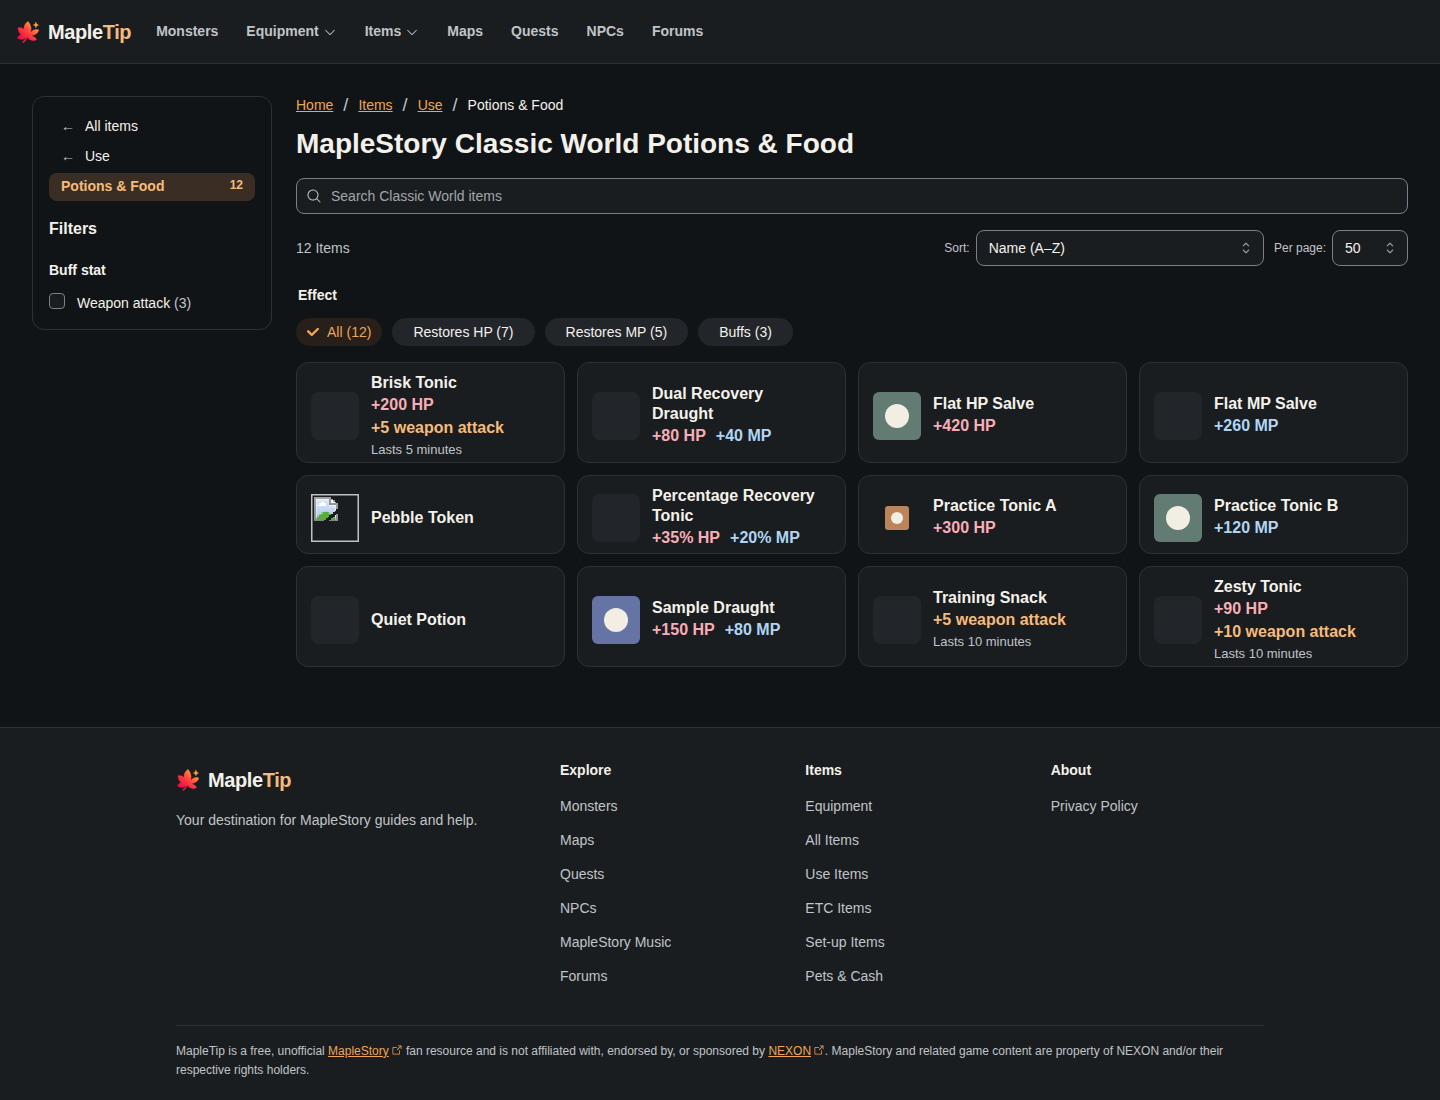 MapleTip
Monsters
Equipment
Items
Maps
Quests
NPCs
Forums
← All items
← Use
Potions & Food 12
Filters
Buff stat
Weapon attack (3)
Home / Items / Use / Potions & Food
MapleStory Classic World Potions & Food
Search Classic World items
12 Items
Sort: Name (A–Z)
Per page: 50
Effect
All (12)
Restores HP (7)
Restores MP (5)
Buffs (3)
Brisk Tonic
+200 HP
+5 weapon attack
Lasts 5 minutes
Dual Recovery
Draught
+80 HP +40 MP
Flat HP Salve
+420 HP
Flat MP Salve
+260 MP
Pebble Token
Percentage Recovery
Tonic
+35% HP +20% MP
Practice Tonic A
+300 HP
Practice Tonic B
+120 MP
Quiet Potion
Sample Draught
+150 HP +80 MP
Training Snack
+5 weapon attack
Lasts 10 minutes
Zesty Tonic
+90 HP
+10 weapon attack
Lasts 10 minutes
MapleTip
Your destination for MapleStory guides and help.
Explore
Monsters
Maps
Quests
NPCs
MapleStory Music
Forums
Items
Equipment
All Items
Use Items
ETC Items
Set-up Items
Pets & Cash
About
Privacy Policy
MapleTip is a free, unofficial MapleStory fan resource and is not affiliated with, endorsed by, or sponsored by NEXON. MapleStory and related game content are property of NEXON and/or their
respective rights holders.